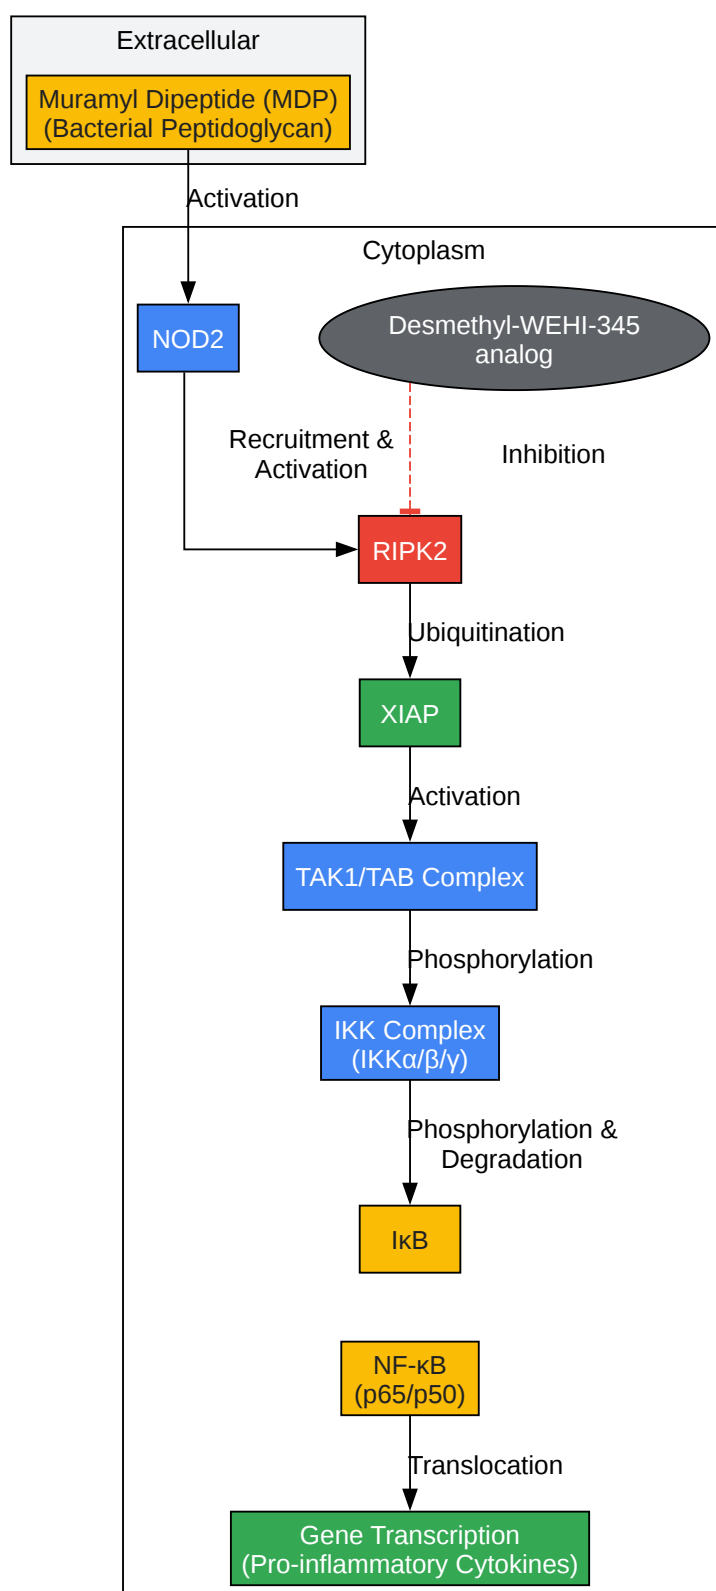 Extracellular
Muramyl Dipeptide (MDP)
(Bacterial Peptidoglycan)
Activation
Cytoplasm
NOD2
Desmethyl-WEHI-345
analog
Recruitment &
Activation
Inhibition
RIPK2
Ubiquitination
XIAP
Activation
TAK1/TAB Complex
Phosphorylation
IKK Complex
(IKKα/β/γ)
Phosphorylation &
Degradation
IκB
NF-κB
(p65/p50)
Translocation
Gene Transcription
(Pro-inflammatory Cytokines)